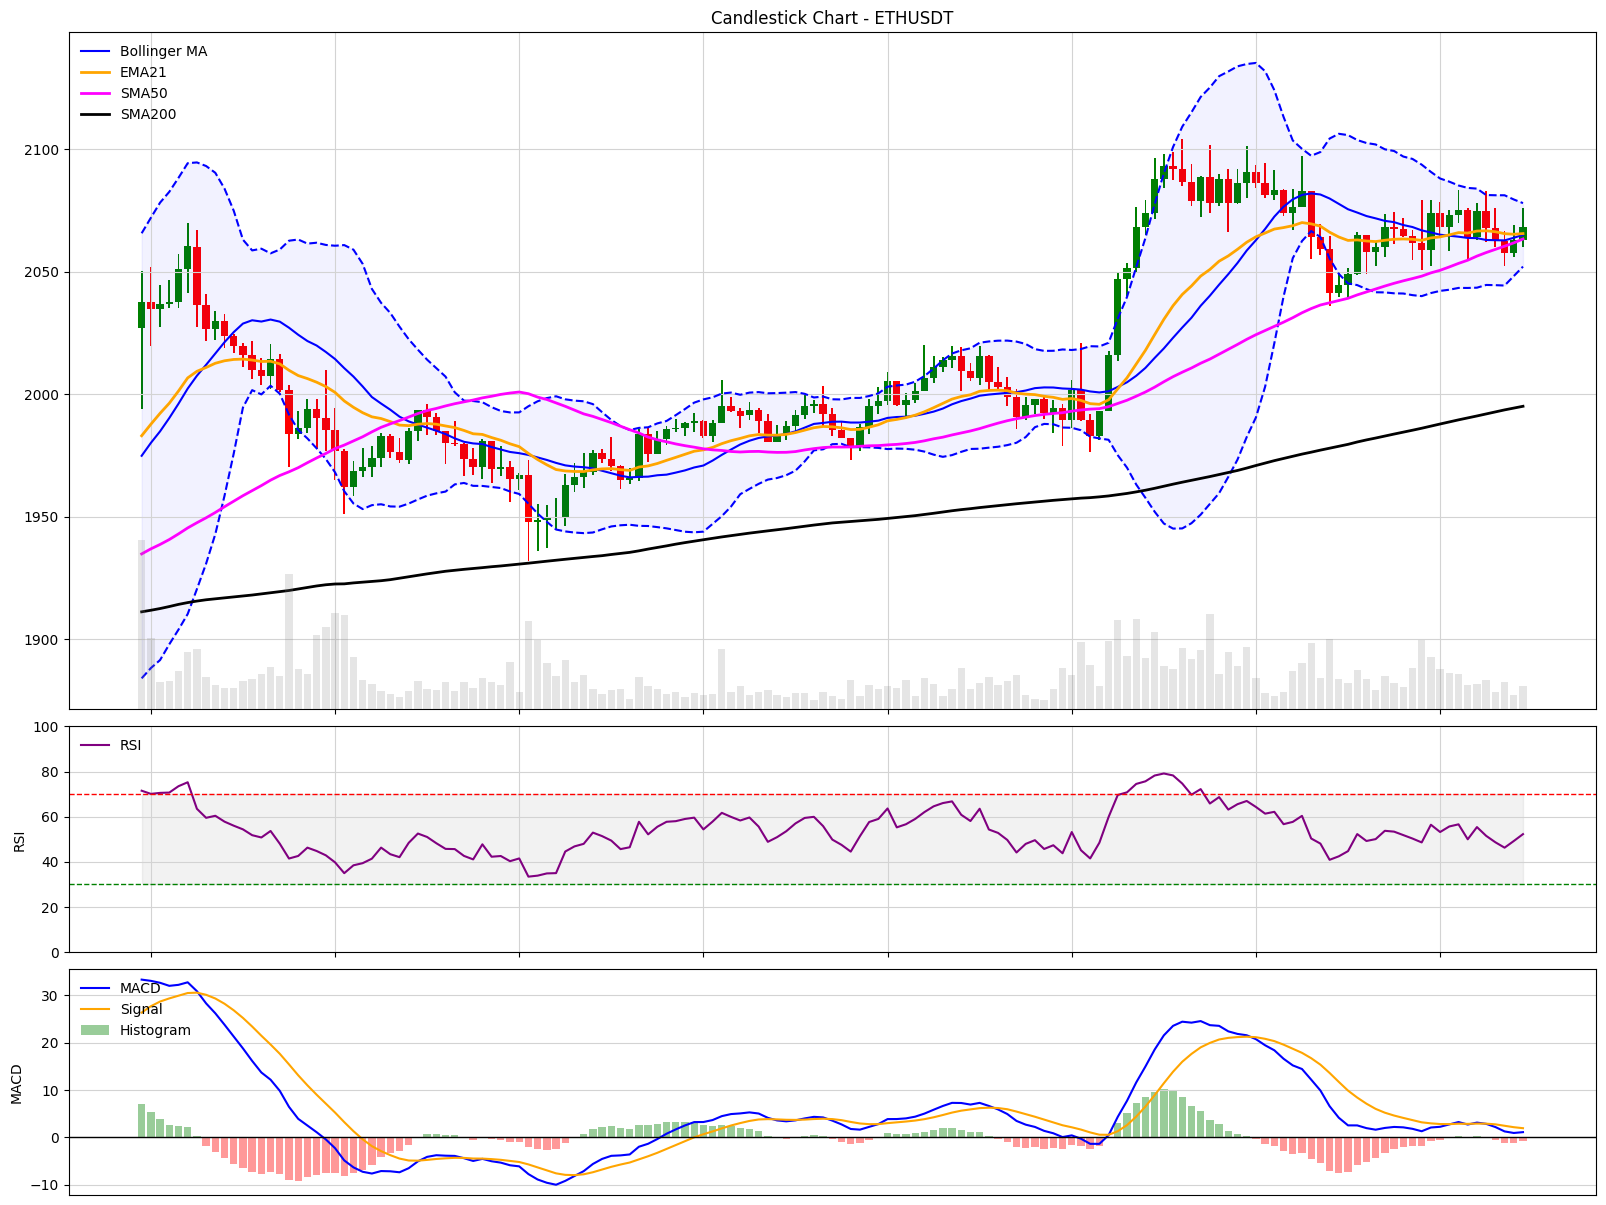 Candlestick Chart - ETHUSDT
Bollinger MA
EMA21
SMA50
SMA200
2100
2050
2000
1950
1900
RSI
100
80
60
40
20
0
RSI
MACD
Signal
Histogram
30
20
10
0
−10
MACD